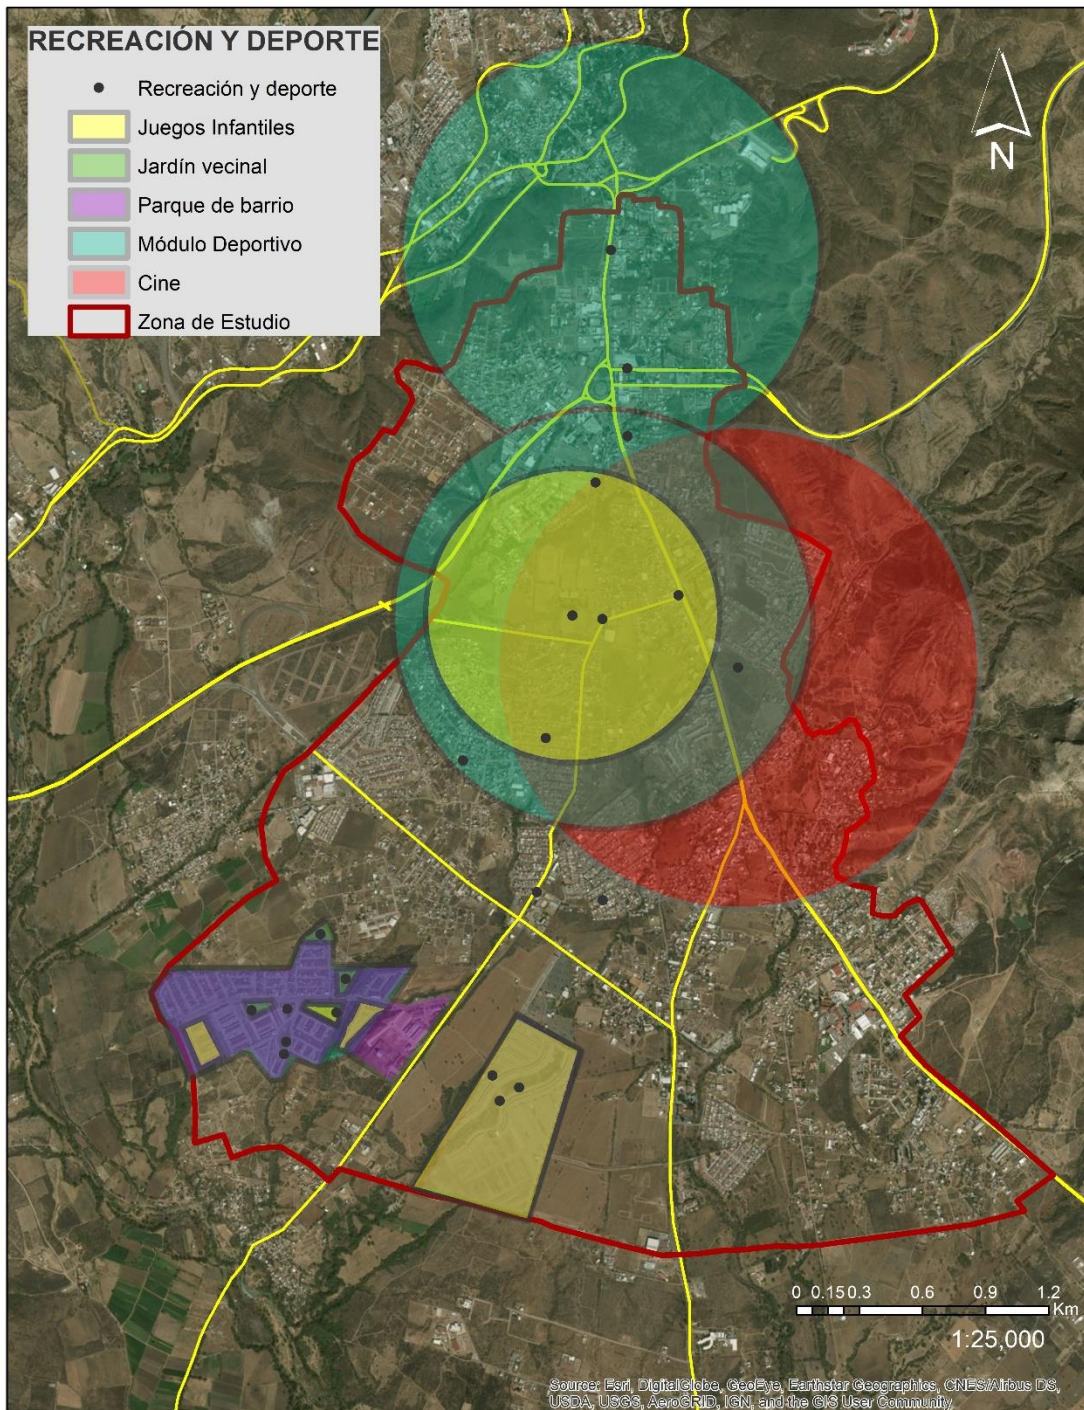 RECREACIÓN Y DEPORTE
Recreación y deporte
Juegos Infantiles
Jardín vecinal
Parque de barrio
Módulo Deportivo
Cine
Zona de Estudio
N
0 0.15 0.3 0.6 0.9 1.2
Km
1:25,000
Source: Esri, DigitalGlobe, GeoEye, Earthstar Geographics, CNES/Airbus DS,
USDA, USGS, AeroGRID, IGN, and the GIS User Community